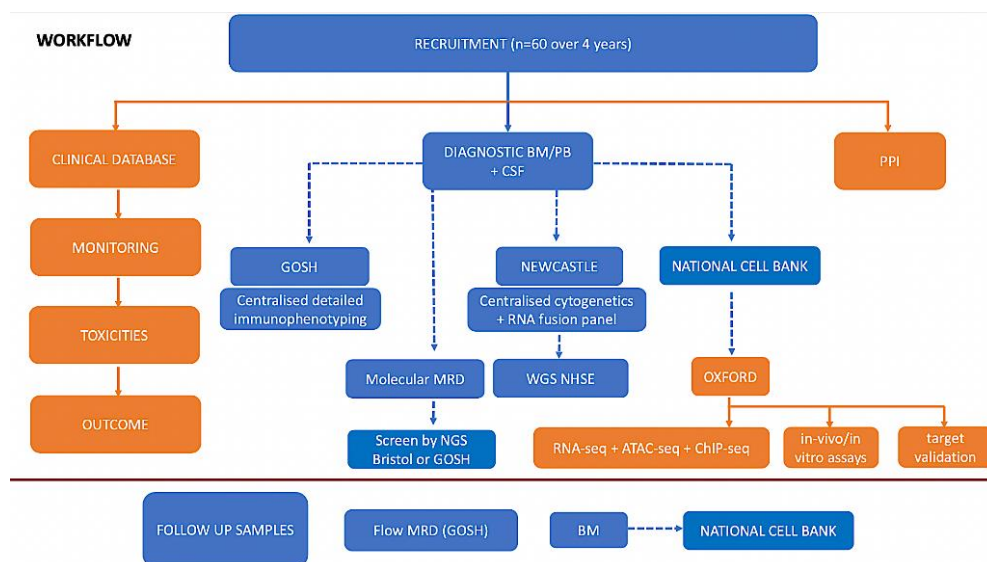 WORKFLOW
RECRUITMENT (n=60 over 4 years)
CLINICAL DATABASE
DIAGNOSTIC BM/PB
+ CSF
PPI
MONITORING
GOSH
NEWCASTLE
NATIONAL CELL BANK
Centralised detailed
immunophenotyping
Centralised cytogenetics
+ RNA fusion panel
TOXICITIES
Molecular MRD
WGS NHSE
OXFORD
OUTCOME
Screen by NGS
Bristol or GOSH
RNA-seq + ATAC-seq + ChIP-seq
in-vivo/in
vitro assays
target
validation
FOLLOW UP SAMPLES
Flow MRD (GOSH)
BM
NATIONAL CELL BANK